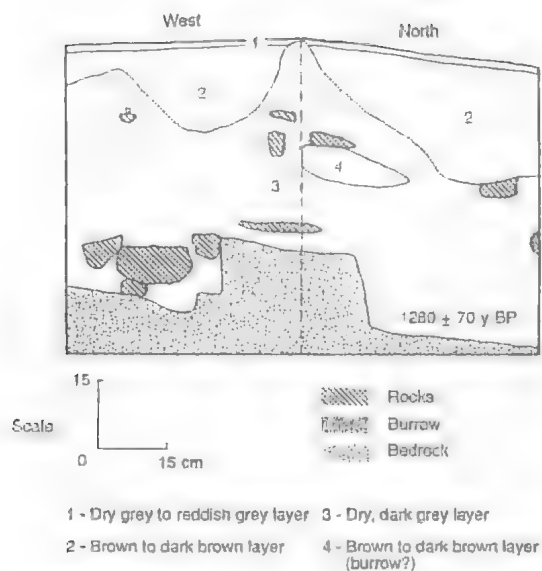 West North
1
2
2
4
3
1280 ± 70 y BP
15
Scale
0 15 cm
Rocks
Burrow
Bedrock
1 - Dry grey to reddish grey layer 3 - Dry, dark grey layer
2 - Brown to dark brown layer 4 - Brown to dark brown layer
(burrow?)